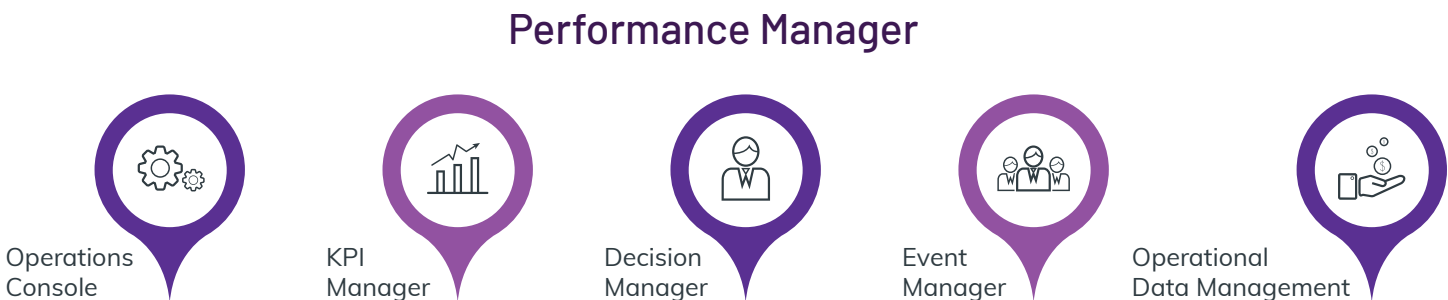 Performance Manager
Operations
Console
KPI
Manager
Decision
Manager
Event
Manager
Operational
Data Management
$